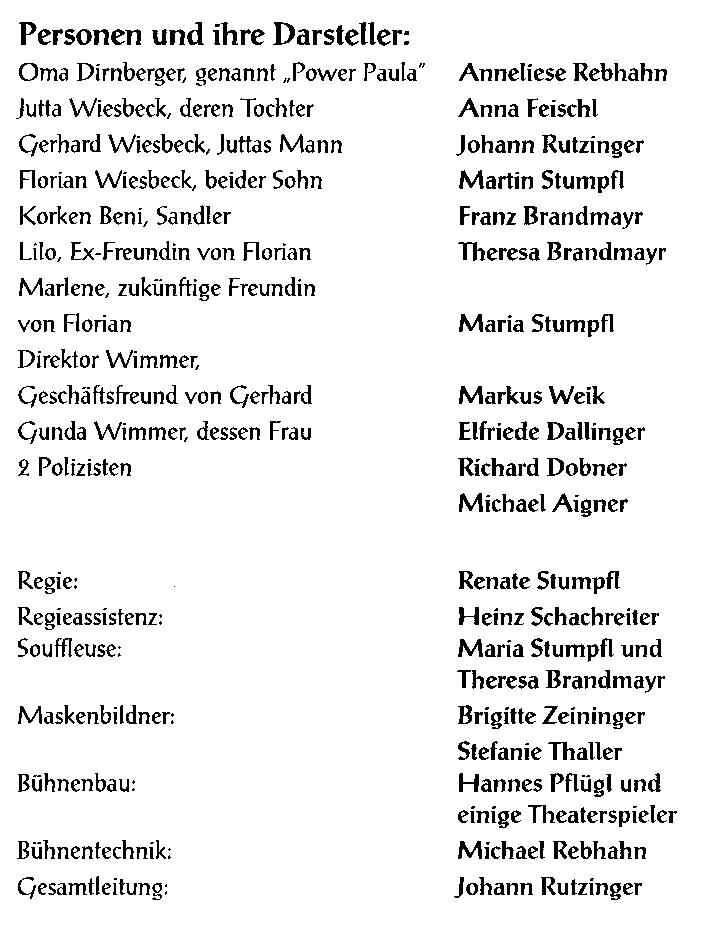 Personen und ihre Darsteller:
Oma Dirnberger, genannt „Power Paula" Anneliese Rebhahn
Jutta Wiesbeck, deren Tochter Anna Feischl
Gerhard Wiesbeck, Juttas Mann Johann Rutzinger
Florian Wiesbeck, beider Sohn Martin Stumpfl
Korken Beni, Sandler Franz Brandmayr
Lilo, Ex-Freundin von Florian Theresa Brandmayr
Marlene, zukünftige Freundin
von Florian Maria Stumpfl
Direktor Wimmer,
Geschäftsfreund von Gerhard Markus Weik
Gunda Wimmer, dessen Frau Elfriede Dallinger
2 Polizisten Richard Dobner
Michael Aigner
Regie: Renate Stumpfl
Regieassistenz: Heinz Schachreiter
Souffleuse: Maria Stumpfl und
Theresa Brandmayr
Maskenbildner: Brigitte Zeininger
Stefanie Thaller
Bühnenbau: Hannes Pflügl und
einige Theaterspieler
Bühnentechnik: Michael Rebhahn
Gesamtleitung: Johann Rutzinger